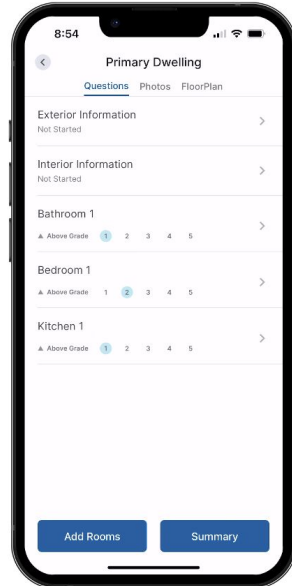 8:54
Primary Dwelling
Questions Photos FloorPlan
Exterior Information
Not Started
Interior Information
Not Started
Bathroom 1
▲ Above Grade 1 2 3 4 5
Bedroom 1
▲ Above Grade 1 2 3 4 5
Kitchen 1
▲ Above Grade 1 2 3 4 5
Add Rooms Summary